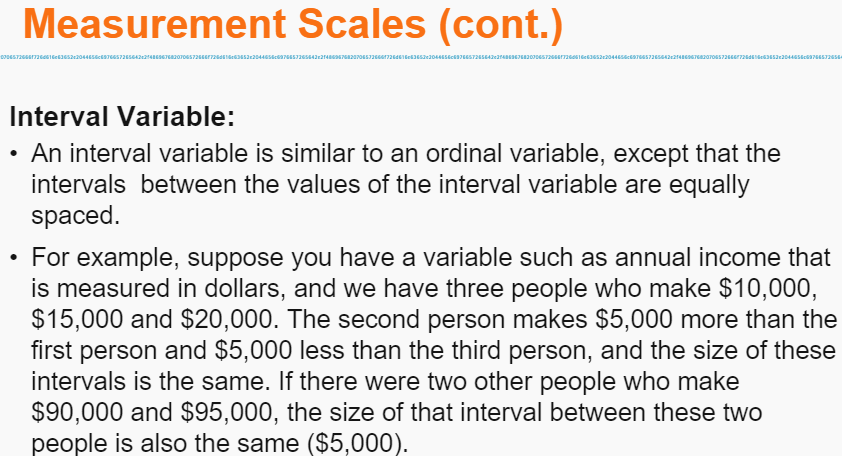 Measurement Scales (cont.)
Interval Variable:
• An interval variable is similar to an ordinal variable, except that the
intervals  between the values of the interval variable are equally
spaced.
• For example, suppose you have a variable such as annual income that
is measured in dollars, and we have three people who make $10,000,
$15,000 and $20,000. The second person makes $5,000 more than the
first person and $5,000 less than the third person, and the size of these
intervals is the same. If there were two other people who make
$90,000 and $95,000, the size of that interval between these two
people is also the same ($5,000).